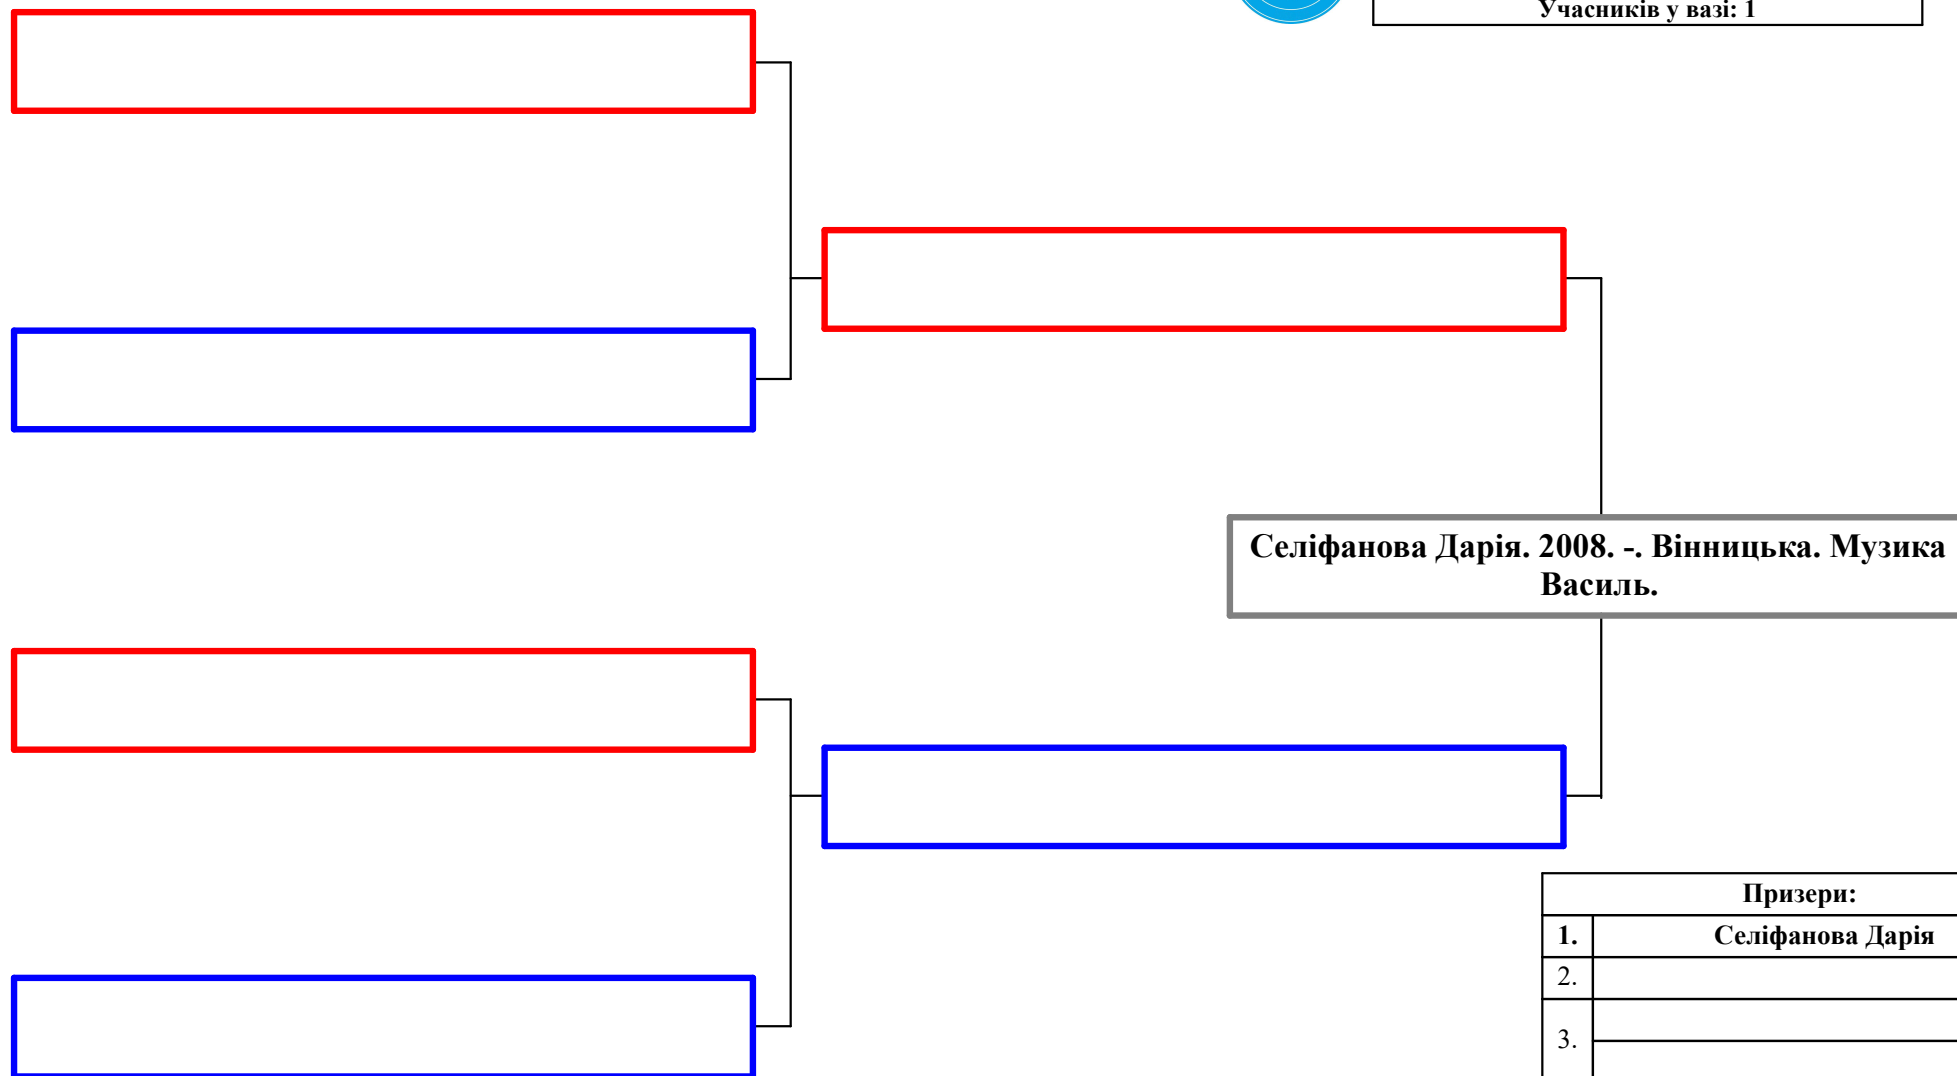 Учасників у вазі: 1
Селіфанова Дарія. 2008. -. Вінницька. Музика
Василь.
Призери:
1. Селіфанова Дарія
2.
3.